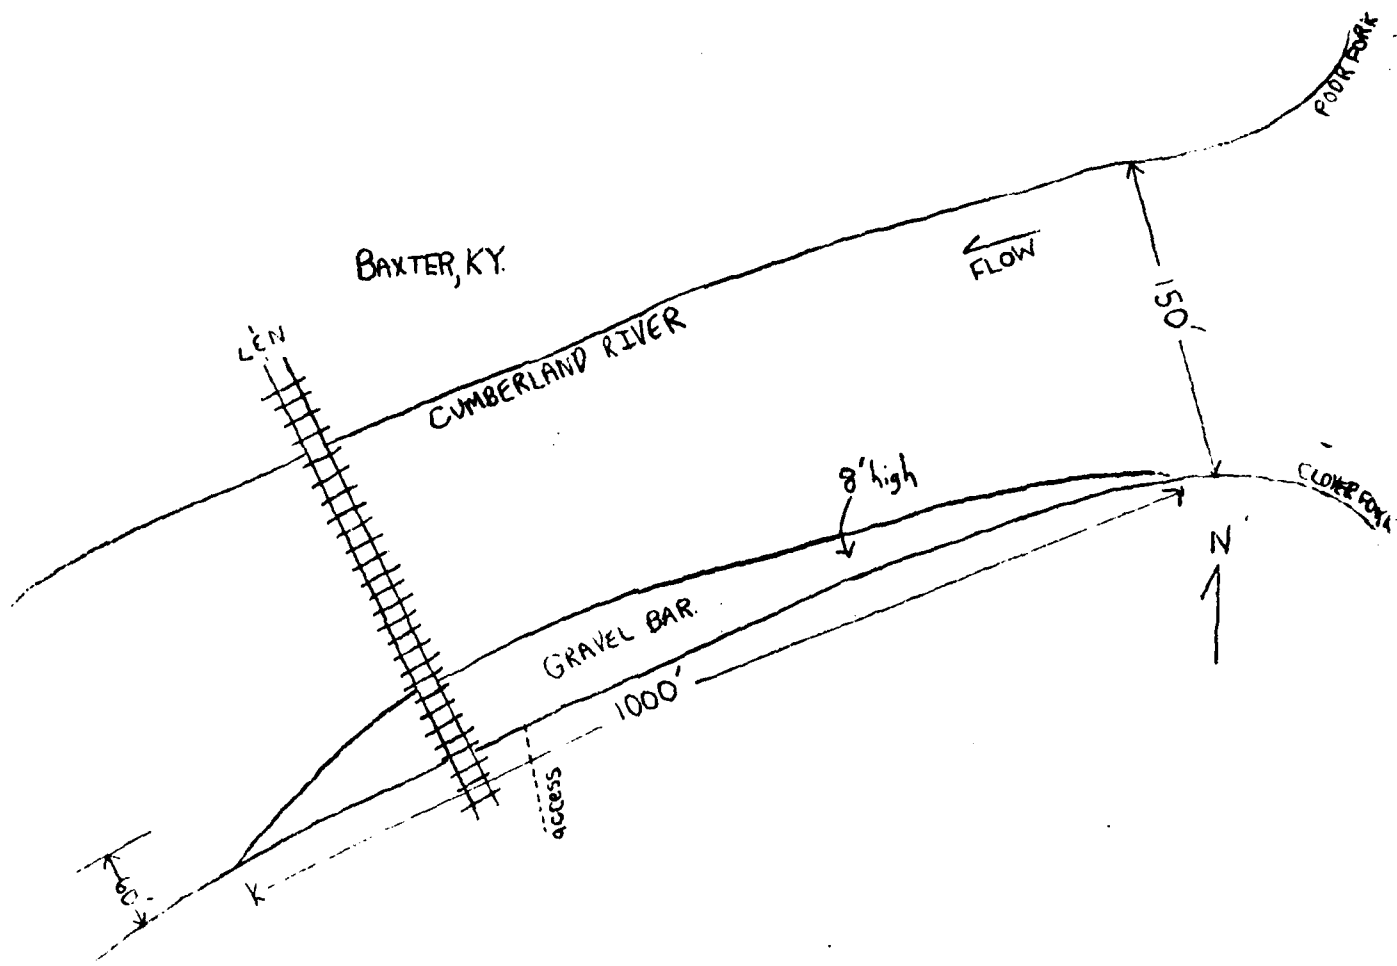 POOR FORK
BAXTER, KY.
FLOW
150'
L&N
CUMBERLAND RIVER
8' high
CLOVER FORK
N
GRAVEL BAR.
1000'
access
60'